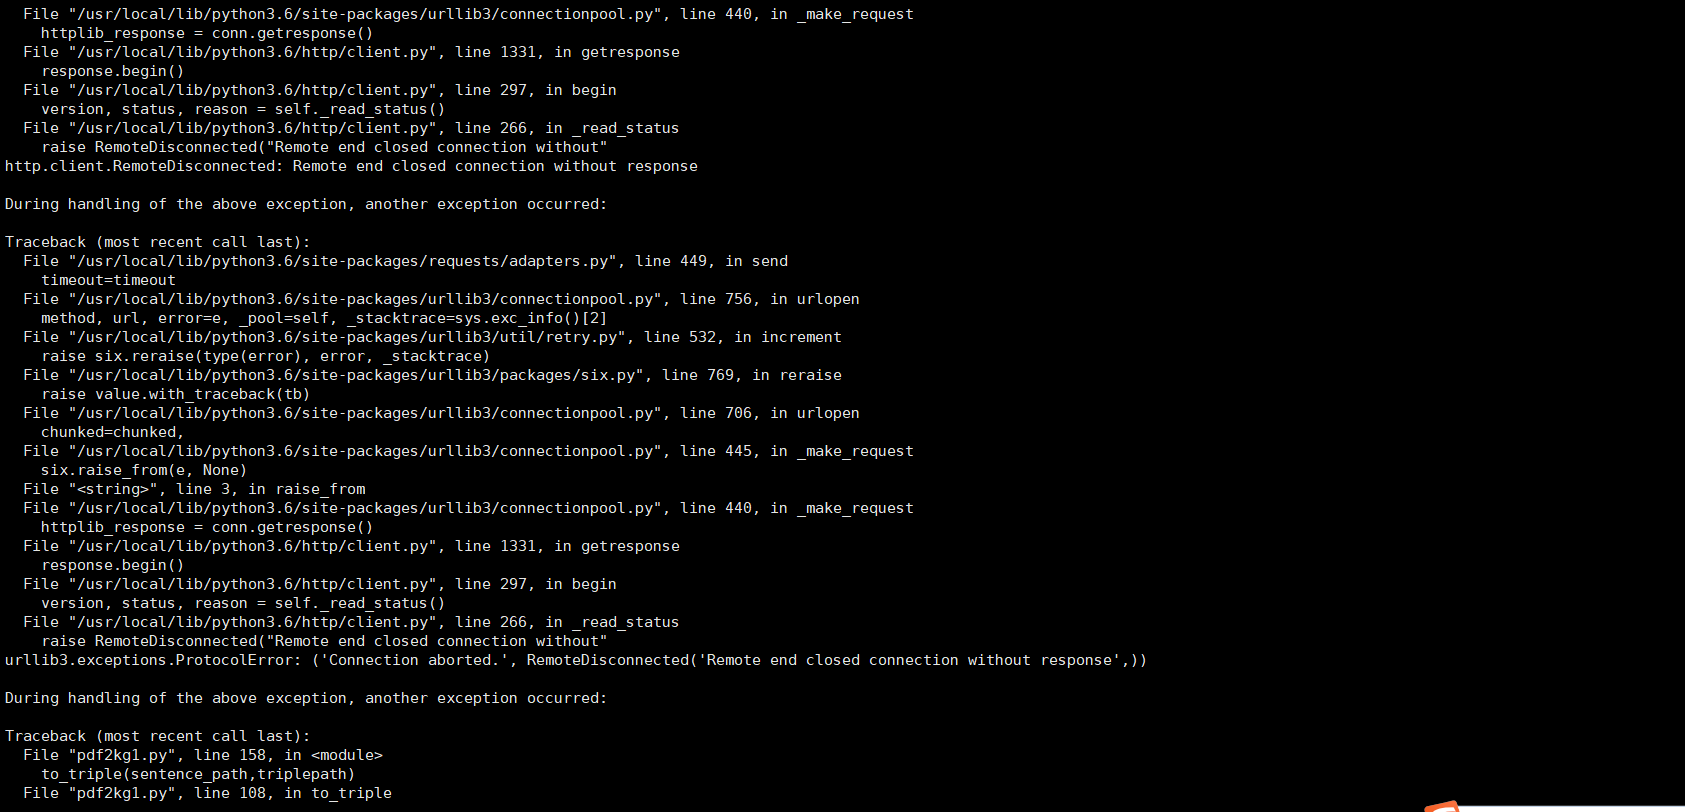 File "/usr/local/lib/python3.6/site-packages/urllib3/connectionpool.py", line 440, in _make_request
httplib_response = conn.getresponse()
File "/usr/local/lib/python3.6/http/client.py", line 1331, in getresponse
response.begin()
File "/usr/local/lib/python3.6/http/client.py", line 297, in begin
version, status, reason = self._read_status()
File "/usr/local/lib/python3.6/http/client.py", line 266, in _read_status
raise RemoteDisconnected("Remote end closed connection without"
http.client.RemoteDisconnected: Remote end closed connection without response
During handling of the above exception, another exception occurred:
Traceback (most recent call last):
File "/usr/local/lib/python3.6/site-packages/requests/adapters.py", line 449, in send
timeout=timeout
File "/usr/local/lib/python3.6/site-packages/urllib3/connectionpool.py", line 756, in urlopen
method, url, error=e, _pool=self, _stacktrace=sys.exc_info()[2]
File "/usr/local/lib/python3.6/site-packages/urllib3/util/retry.py", line 532, in increment
raise six.reraise(type(error), error, _stacktrace)
File "/usr/local/lib/python3.6/site-packages/urllib3/packages/six.py", line 769, in reraise
raise value.with_traceback(tb)
File "/usr/local/lib/python3.6/site-packages/urllib3/connectionpool.py", line 706, in urlopen
chunked=chunked,
File "/usr/local/lib/python3.6/site-packages/urllib3/connectionpool.py", line 445, in _make_request
six.raise_from(e, None)
File "<string>", line 3, in raise_from
File "/usr/local/lib/python3.6/site-packages/urllib3/connectionpool.py", line 440, in _make_request
httplib_response = conn.getresponse()
File "/usr/local/lib/python3.6/http/client.py", line 1331, in getresponse
response.begin()
File "/usr/local/lib/python3.6/http/client.py", line 297, in begin
version, status, reason = self._read_status()
File "/usr/local/lib/python3.6/http/client.py", line 266, in _read_status
raise RemoteDisconnected("Remote end closed connection without"
urllib3.exceptions.ProtocolError: ('Connection aborted.', RemoteDisconnected('Remote end closed connection without response',))
During handling of the above exception, another exception occurred:
Traceback (most recent call last):
File "pdf2kg1.py", line 158, in <module>
to_triple(sentence_path,triplepath)
File "pdf2kg1.py", line 108, in to_triple